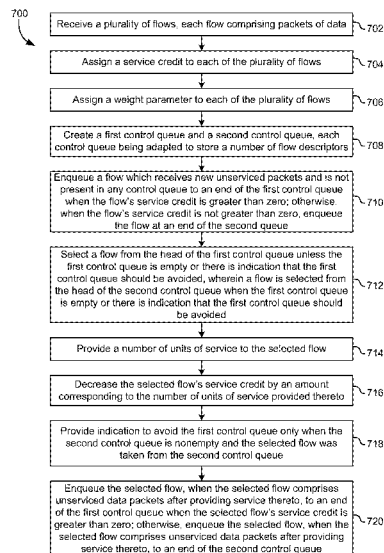 700
Receive a plurality of flows, each flow comprising packets of data
702
Assign a service credit to each of the plurality of flows
704
Assign a weight parameter to each of the plurality of flows
706
Create a first control queue and a second control queue, each
control queue being adapted to store a number of flow descriptors
708
Enqueue a flow which receives new unserviced packets and is not
present in any control queue to an end of the first control queue
when the flow's service credit is greater than zero; otherwise,
when the flow's service credit is not greater than zero, enqueue
the flow at an end of the second queue
710
Select a flow from the head of the first control queue unless the
first control queue is empty or there is indication that the first
control queue should be avoided, wherein a flow is selected from
the head of the second control queue when the first control queue
is empty or there is indication that the first control queue should
be avoided
712
Provide a number of units of service to the selected flow
714
Decrease the selected flow's service credit by an amount
corresponding to the number of units of service provided thereto
716
Provide indication to avoid the first control queue only when the
second control queue is nonempty and the selected flow was
taken from the second control queue
718
Enqueue the selected flow, when the selected flow comprises
unserviced data packets after providing service thereto, to an end
of the first control queue when the selected flow's service credit is
greater than zero; otherwise, enqueue the selected flow, when the
selected flow comprises unserviced data packets after providing
service thereto, to an end of the second control queue
720